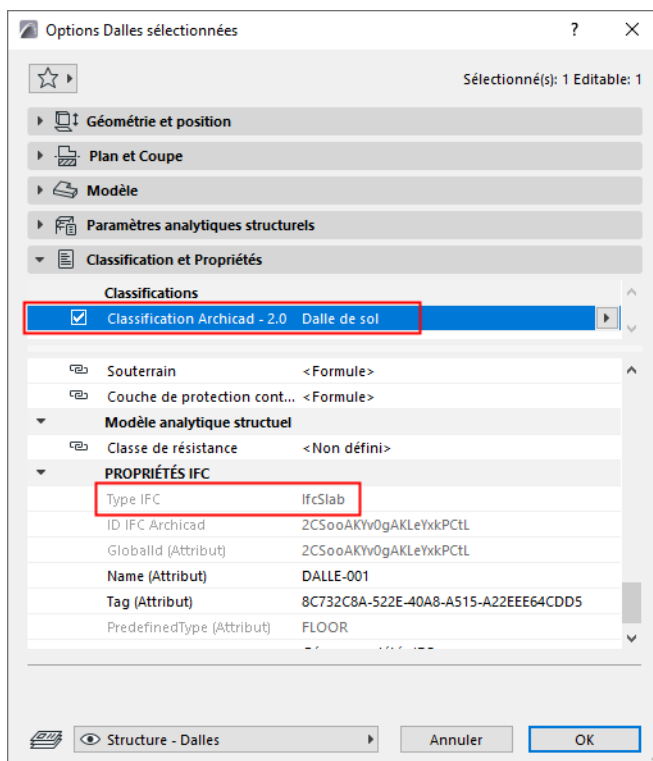 Options Dalles sélectionnées ? ×
Sélectionné(s): 1 Editable: 1
Géométrie et position
Plan et Coupe
Modèle
Paramètres analytiques structurels
Classification et Propriétés
Classifications
Classification Archicad - 2.0 Dalle de sol
Souterrain <Formule>
Couche de protection cont... <Formule>
Modèle analytique structuel
Classe de résistance <Non défini>
PROPRIÉTÉS IFC
Type IFC IfcSlab
ID IFC Archicad 2CSooAKYv0gAKLeYxkPCtL
GlobalId (Attribut) 2CSooAKYv0gAKLeYxkPCtL
Name (Attribut) DALLE-001
Tag (Attribut) 8C732C8A-522E-40A8-A515-A22EEE64CDD5
PredefinedType (Attribut) FLOOR
Structure - Dalles Annuler OK